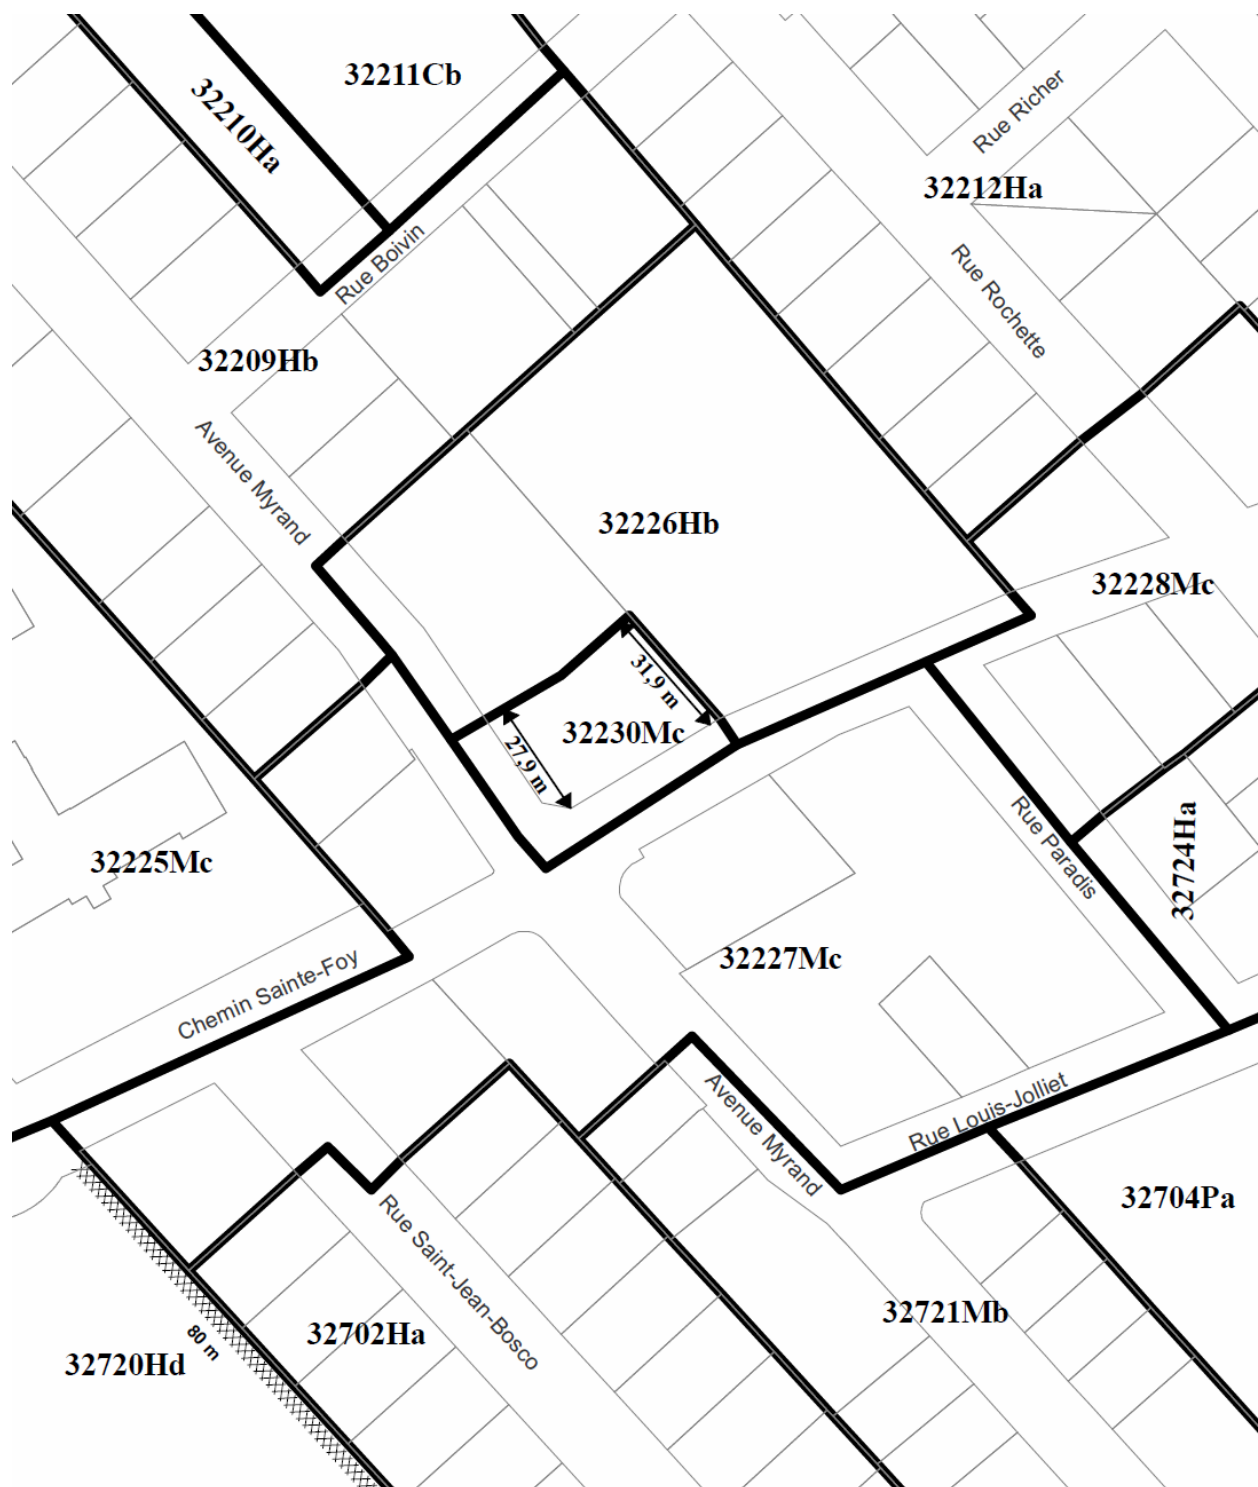 32211Cb
32210Ha
Rue Richer
32212Ha
Rue Boivin
Rue Rochette
32209Hb
Avenue Myrand
32226Hb
32228Mc
31,9 m
32230Mc
27,9 m
Rue Paradis
32225Mc
32724Ha
32227Mc
Chemin Sainte-Foy
Avenue Myrand
Rue Louis-Jolliet
32704Pa
Rue Saint-Jean-Bosco
32721Mb
32702Ha
80 m
32720Hd